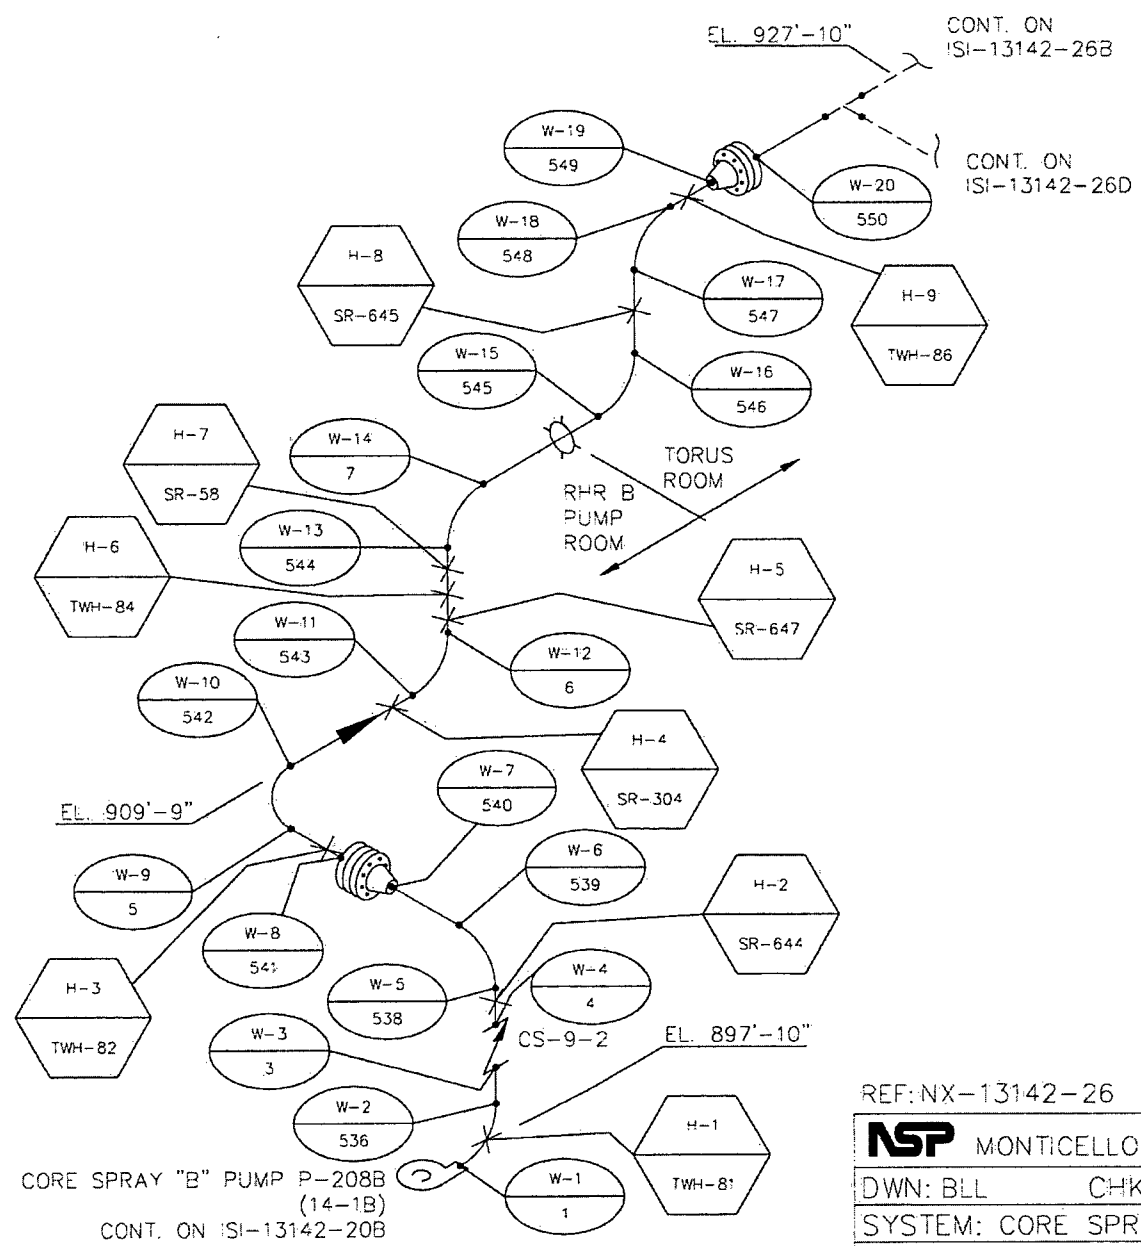 EL. 927'-10"
CONT. ON
ISI-13142-26B
CONT. ON
ISI-13142-26D
W-19
549
W-20
550
W-18
548
H-8
SR-645
W-17
547
H-9
TWH-86
W-15
545
W-16
546
H-7
SR-58
W-14
7
TORUS
ROOM
RHR B
PUMP
ROOM
W-13
544
H-6
TWH-84
H-5
SR-647
W-11
543
W-12
6
W-10
542
H-4
SR-304
W-7
540
EL. 909'-9"
W-6
539
W-9
5
H-2
SR-644
W-8
541
W-4
4
H-3
TWH-82
W-5
538
W-3
3
CS-9-2
EL. 897'-10"
W-2
536
H-1
TWH-81
W-1
1
CORE SPRAY "B" PUMP P-208B
(14-1B)
CONT. ON ISI-13142-20B
REF: NX-13142-26
NSP MONTICELLO
DWN: BLL CHK
SYSTEM: CORE SPR